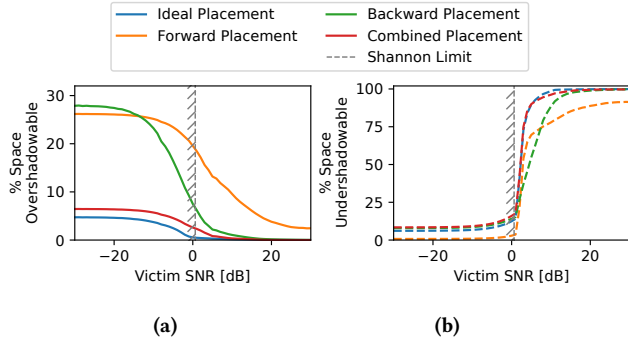 Ideal Placement
Forward Placement
Backward Placement
Combined Placement
Shannon Limit
% Space
Overshadowable
30
20
10
0
−20
0
20
Victim SNR [dB]
(a)
% Space
Undershadowable
100
75
50
25
0
−20
0
20
Victim SNR [dB]
(b)